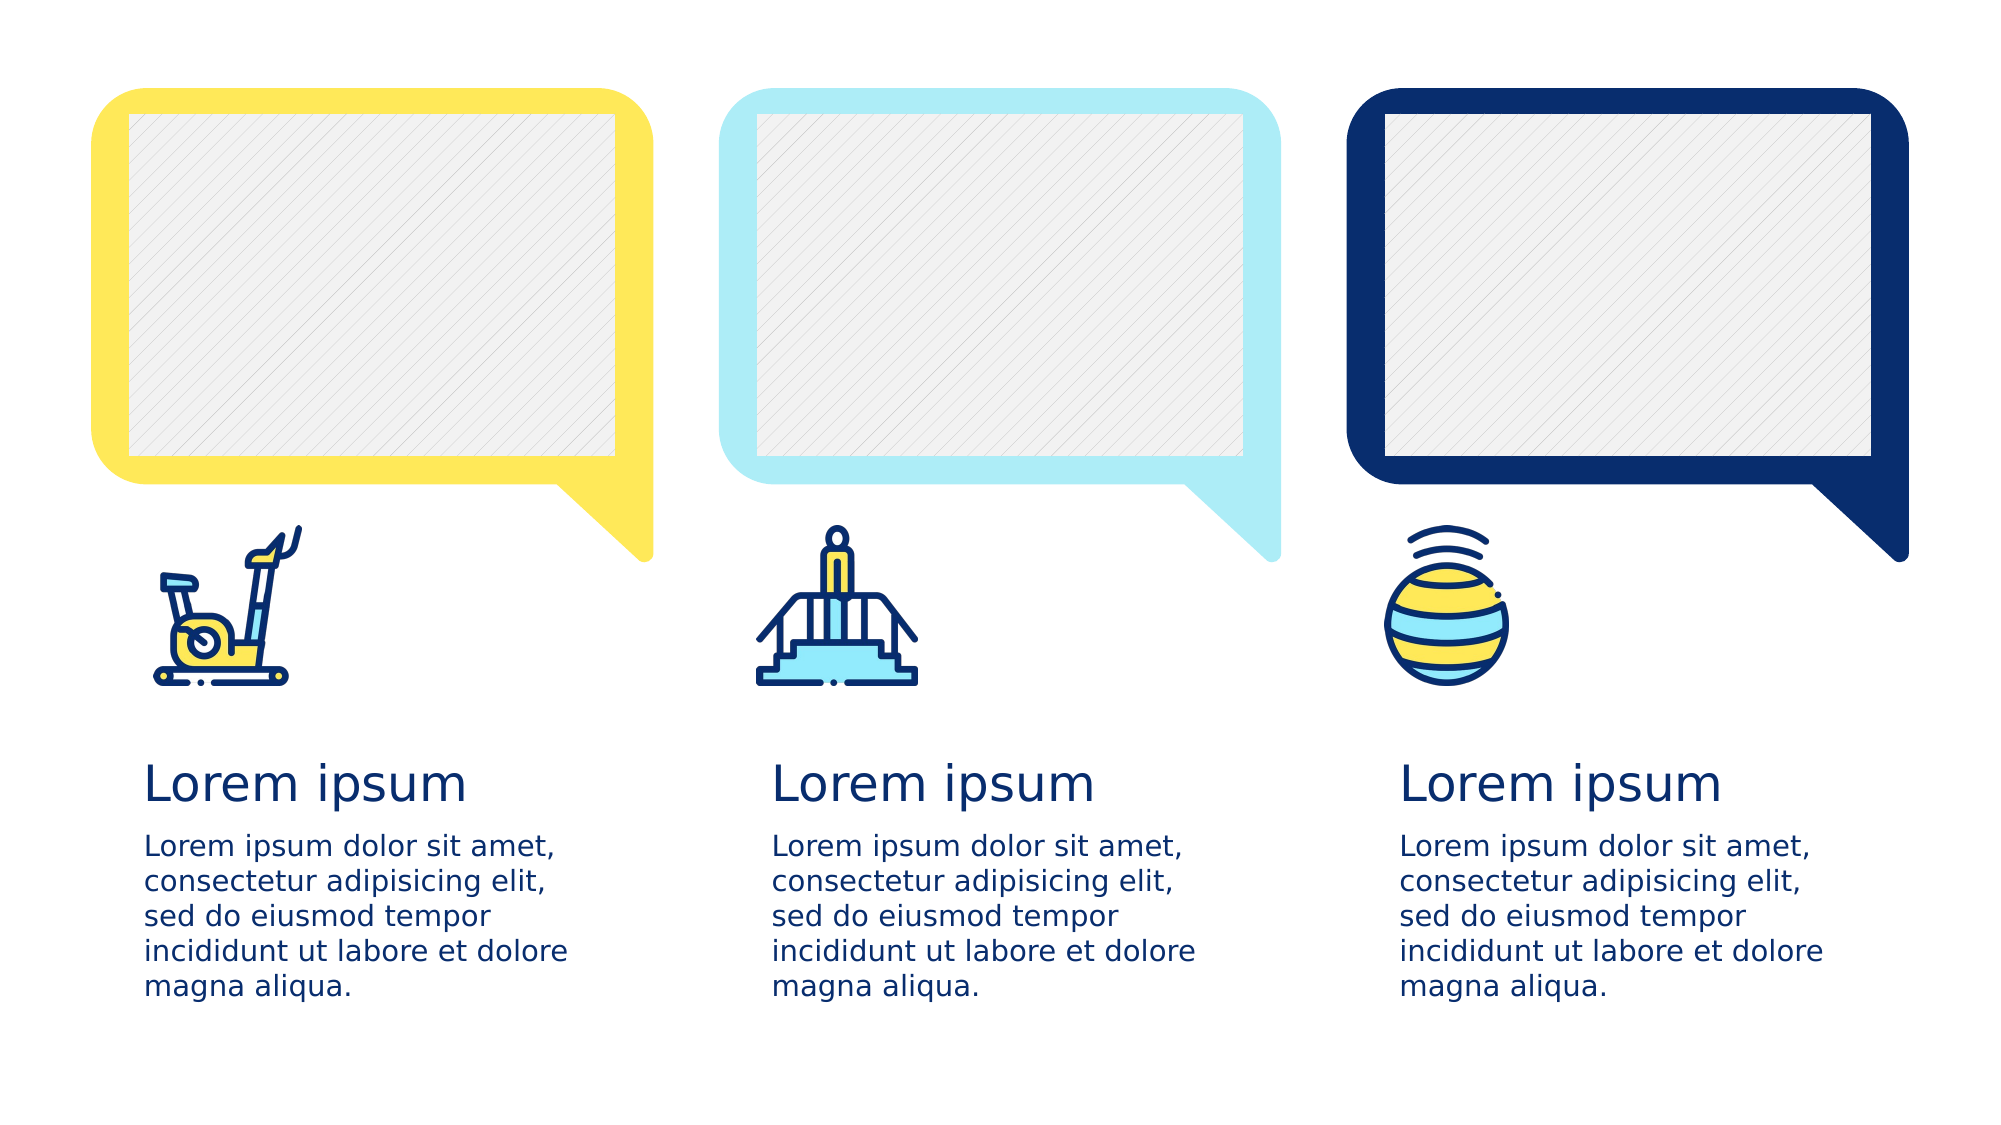 Lorem ipsum
Lorem ipsum dolor sit amet,
consectetur adipisicing elit,
sed do eiusmod tempor
incididunt ut labore et dolore
magna aliqua.
Lorem ipsum
Lorem ipsum dolor sit amet,
consectetur adipisicing elit,
sed do eiusmod tempor
incididunt ut labore et dolore
magna aliqua.
Lorem ipsum
Lorem ipsum dolor sit amet,
consectetur adipisicing elit,
sed do eiusmod tempor
incididunt ut labore et dolore
magna aliqua.